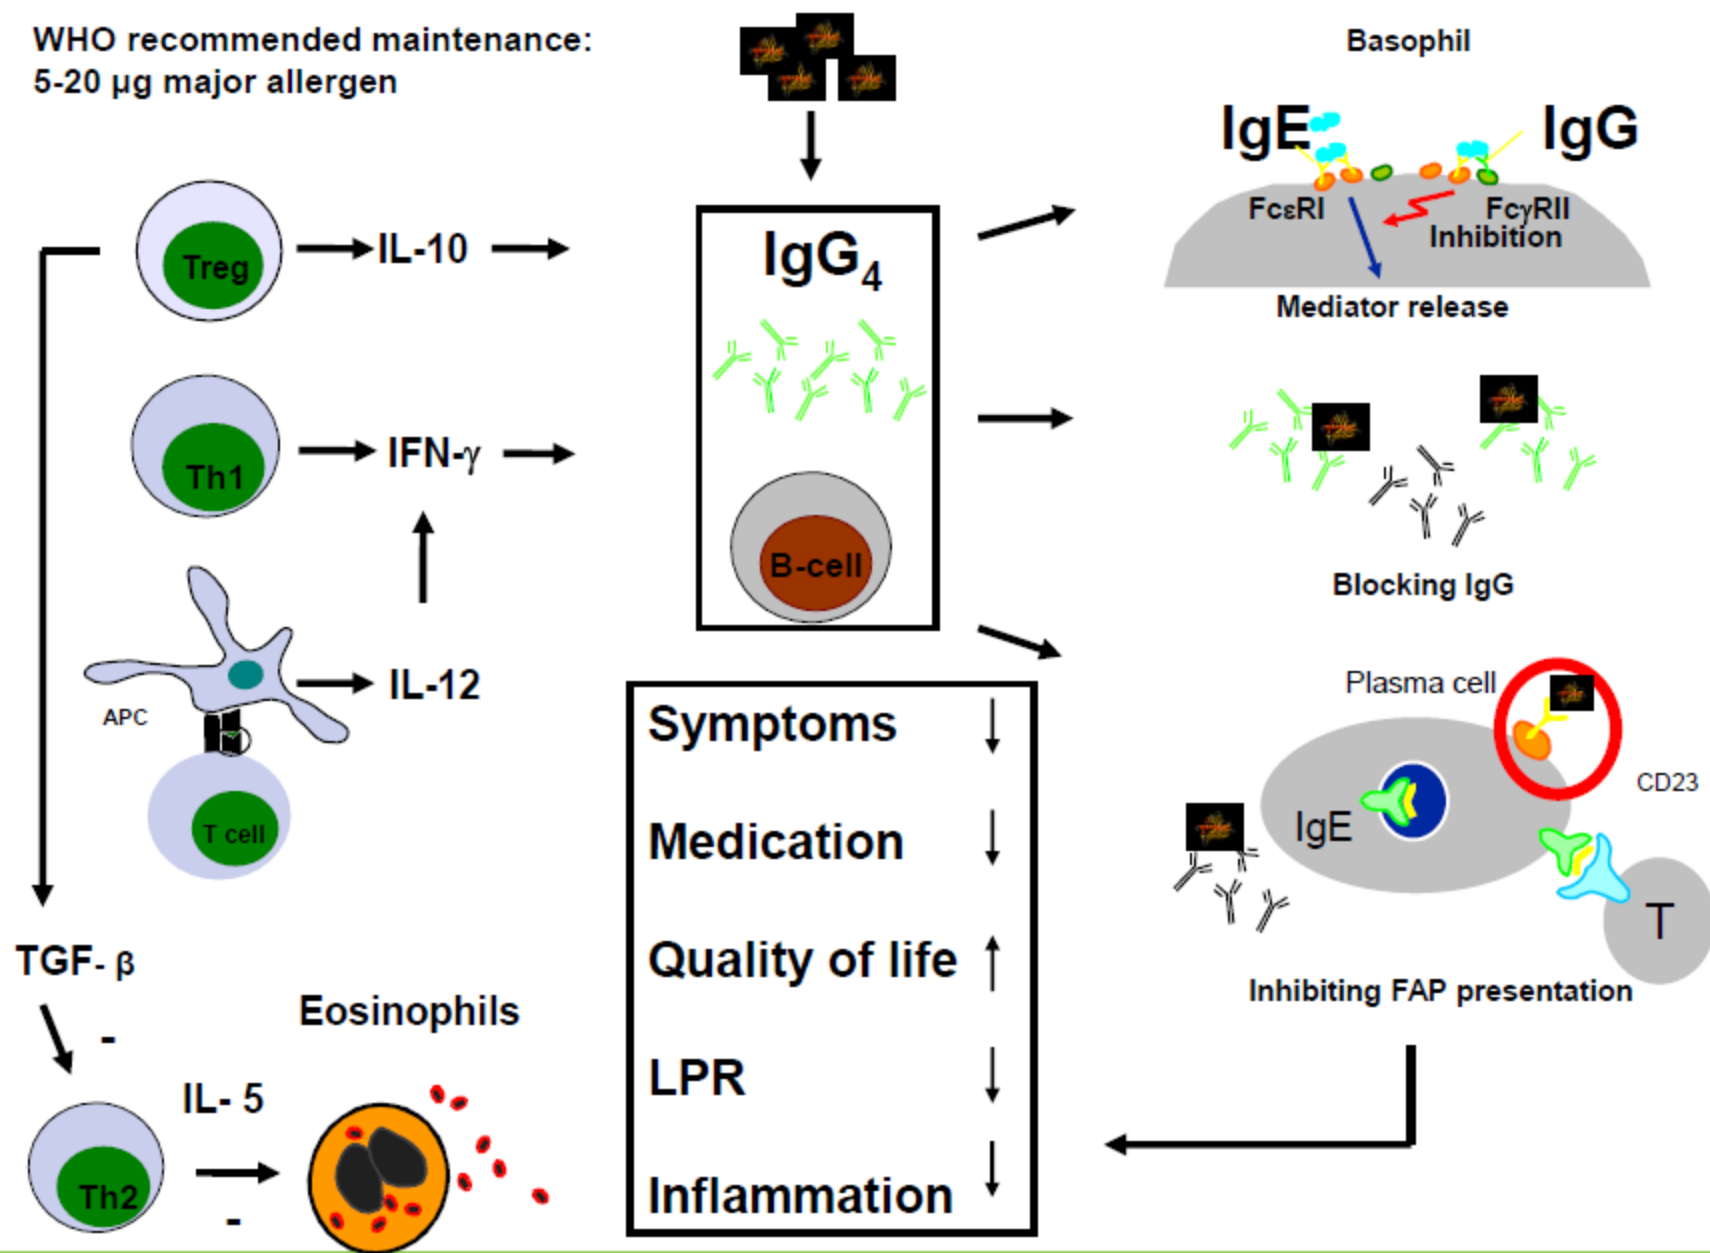 WHO recommended maintenance:
5-20 µg major allergen
Basophil
IgE
IgG
FcεRI
FcγRII
Inhibition
Mediator release
Treg
IL-10
IgG₄
Th1
IFN-γ
B-cell
Blocking IgG
APC
IL-12
T cell
Plasma cell
CD23
IgE
T
Inhibiting FAP presentation
Symptoms ↓
Medication ↓
Quality of life ↑
LPR ↓
Inflammation ↓
TGF- β
-
Eosinophils
IL- 5
Th2
-